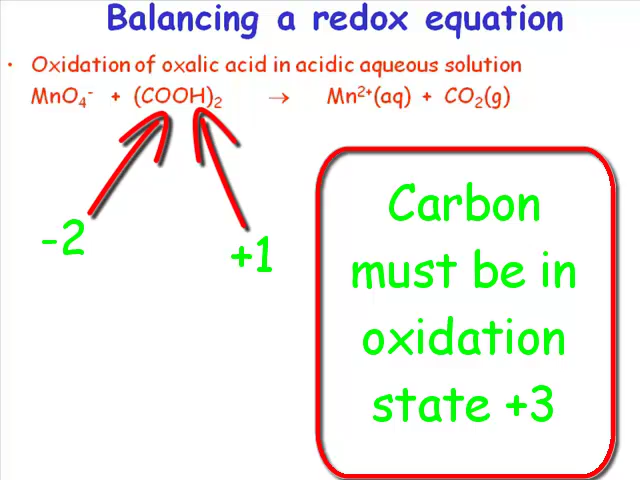 Balancing a redox equation
• Oxidation of oxalic acid in acidic aqueous solution
MnO₄⁻ + (COOH)₂ → Mn²⁺(aq) + CO₂(g)
-2
+1
Carbon
must be in
oxidation
state +3